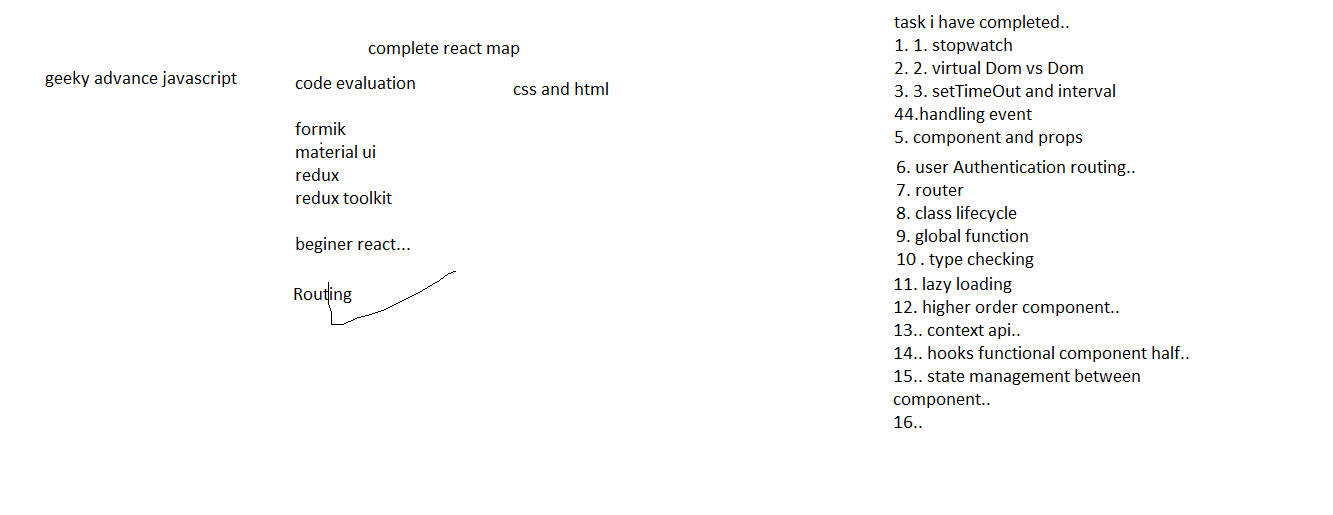 complete react map
geeky advance javascript
code evaluation
css and html
formik
material ui
redux
redux toolkit
beginer react...
Routing
task i have completed..
1. 1. stopwatch
2. 2. virtual Dom vs Dom
3. 3. setTimeOut and interval
44.handling event
5. component and props
6. user Authentication routing..
7. router
8. class lifecycle
9. global function
10 . type checking
11. lazy loading
12. higher order component..
13.. context api..
14.. hooks functional component half..
15.. state management between
component..
16..